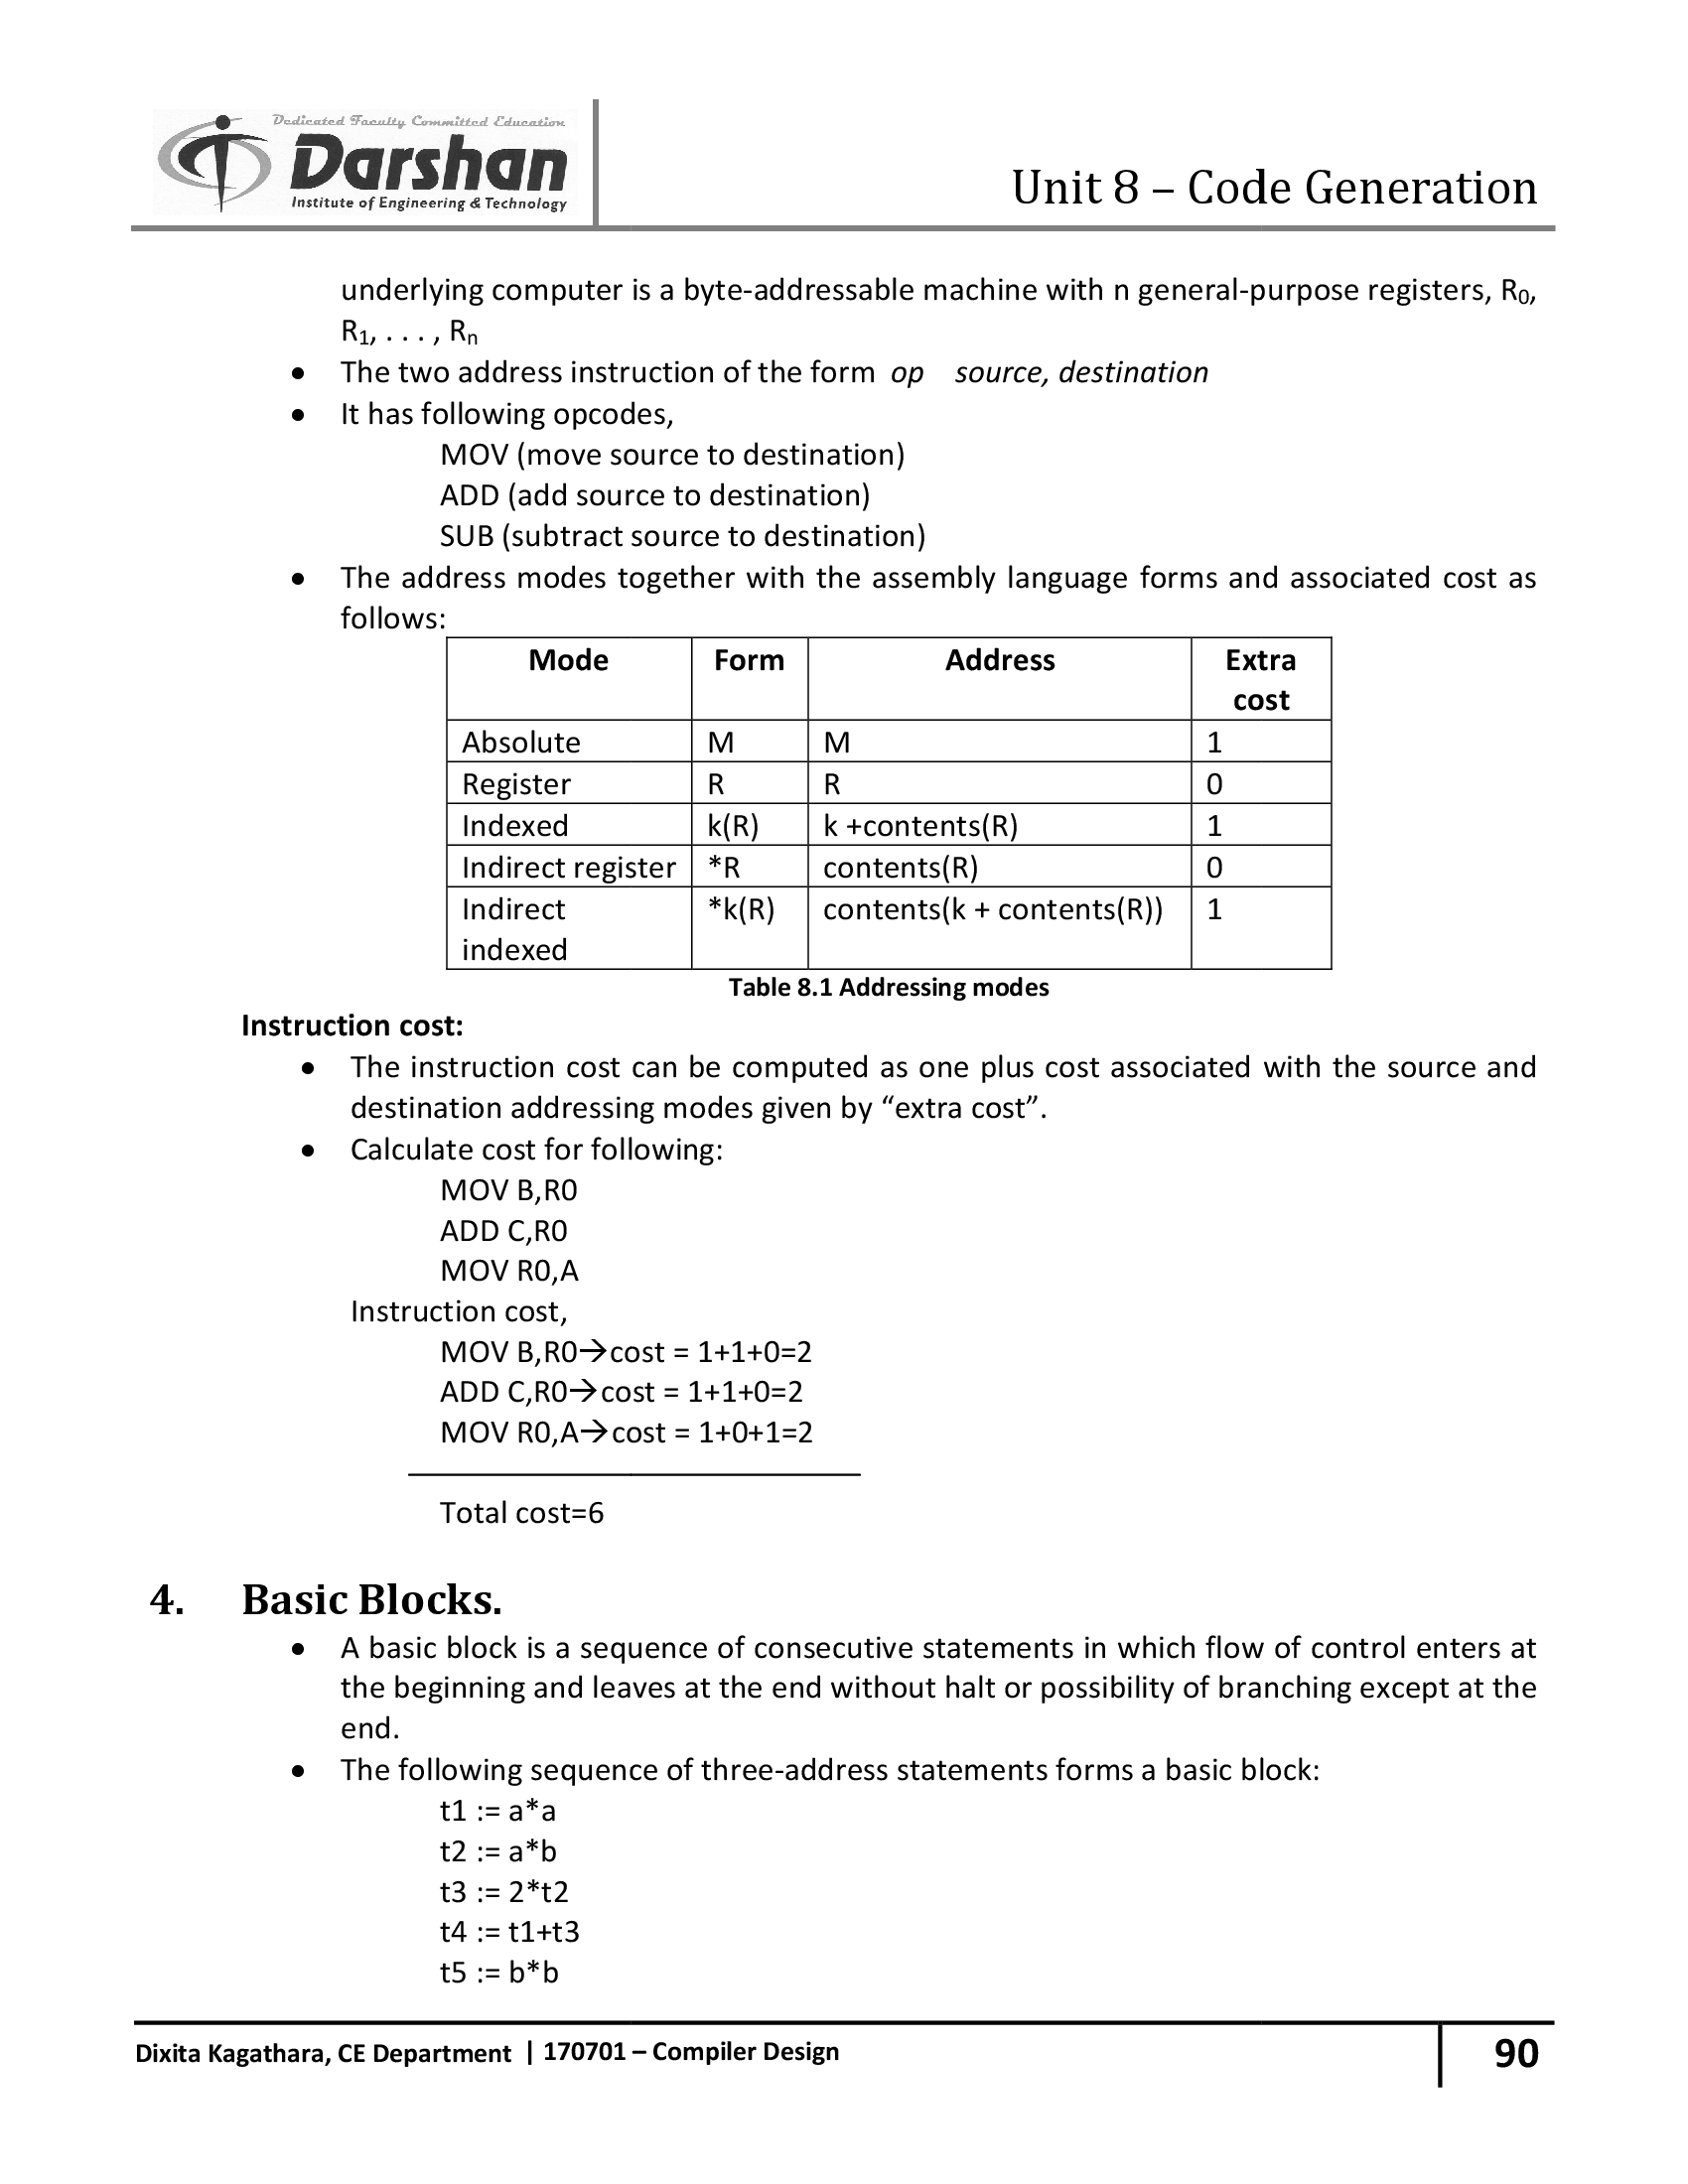 Dedicated Faculty Committed Education
Darshan
Institute of Engineering & Technology
Unit 8 – Code Generation
underlying computer is a byte-addressable machine with n general-purpose registers, R0,
R1, . . . , Rn
• The two address instruction of the form op source, destination
• It has following opcodes,
MOV (move source to destination)
ADD (add source to destination)
SUB (subtract source to destination)
• The address modes together with the assembly language forms and associated cost as
follows:
Mode Form Address Extra
cost
Absolute M M 1
Register R R 0
Indexed k(R) k +contents(R) 1
Indirect register *R contents(R) 0
Indirect *k(R) contents(k + contents(R)) 1
indexed
Table 8.1 Addressing modes
Instruction cost:
• The instruction cost can be computed as one plus cost associated with the source and
destination addressing modes given by “extra cost”.
• Calculate cost for following:
MOV B,R0
ADD C,R0
MOV R0,A
Instruction cost,
MOV B,R0→cost = 1+1+0=2
ADD C,R0→cost = 1+1+0=2
MOV R0,A→cost = 1+0+1=2
Total cost=6
4. Basic Blocks.
• A basic block is a sequence of consecutive statements in which flow of control enters at
the beginning and leaves at the end without halt or possibility of branching except at the
end.
• The following sequence of three-address statements forms a basic block:
t1 := a*a
t2 := a*b
t3 := 2*t2
t4 := t1+t3
t5 := b*b
Dixita Kagathara, CE Department | 170701 – Compiler Design 90